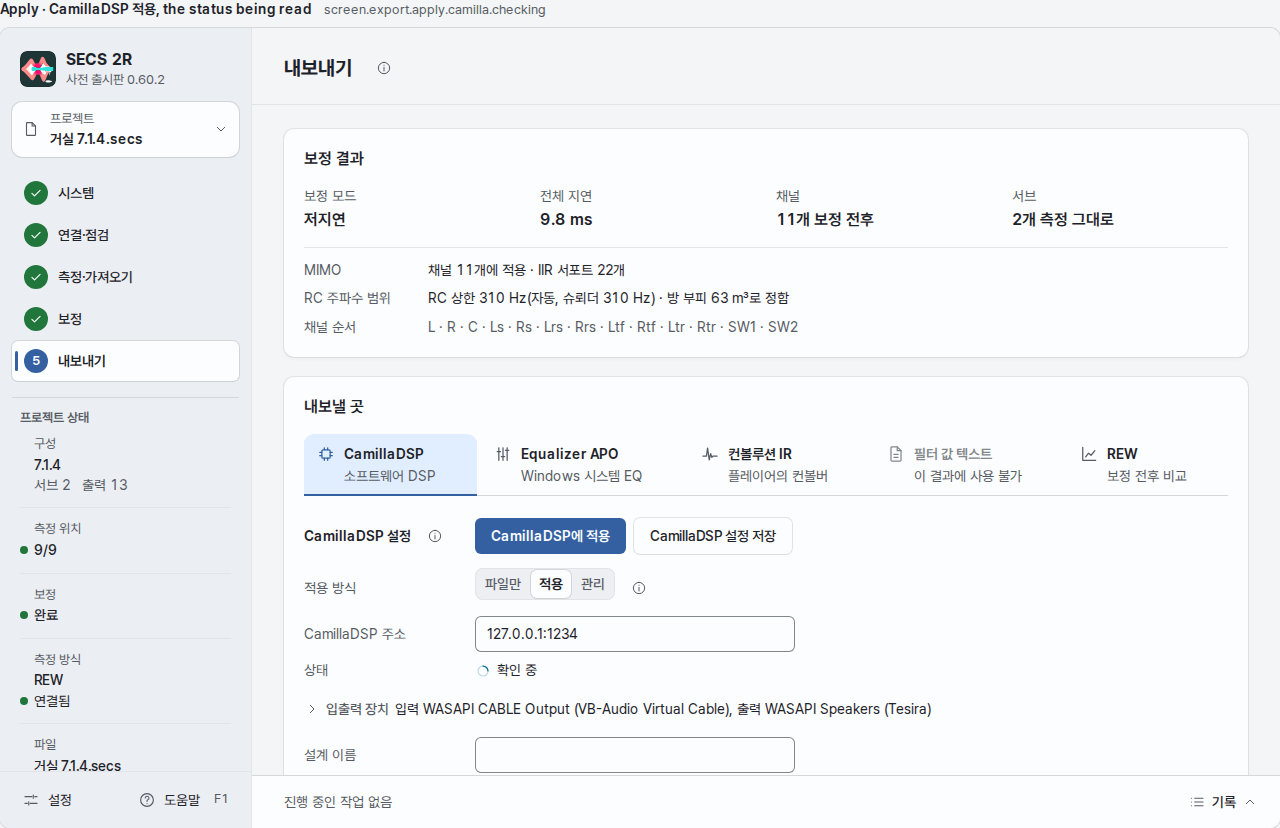 Apply · CamillaDSP 적용, the status being read screen.export.apply.camilla.checking
SECS 2R
사전 출시판 0.60.2
프로젝트
거실 7.1.4.secs
시스템
연결·점검
측정·가져오기
보정
5 내보내기
프로젝트 상태
구성
7.1.4
서브 2 출력 13
측정 위치
9/9
보정
완료
측정 방식
REW
연결됨
파일
거실 7.1.4.secs
설정 도움말 F1
내보내기
보정 결과
보정 모드 전체 지연 채널 서브
저지연 9.8 ms 11개 보정 전후 2개 측정 그대로
MIMO 채널 11개에 적용 · IIR 서포트 22개
RC 주파수 범위 RC 상한 310 Hz(자동, 슈뢰더 310 Hz) · 방 부피 63 m³로 정함
채널 순서 L · R · C · Ls · Rs · Lrs · Rrs · Ltf · Rtf · Ltr · Rtr · SW1 · SW2
내보낼 곳
CamillaDSP Equalizer APO 컨볼루션 IR 필터 값 텍스트 REW
소프트웨어 DSP Windows 시스템 EQ 플레이어의 컨볼버 이 결과에 사용 불가 보정 전후 비교
CamillaDSP 설정 CamillaDSP에 적용 CamillaDSP 설정 저장
적용 방식 파일만 적용 관리
CamillaDSP 주소 127.0.0.1:1234
상태 확인 중
입출력 장치 입력 WASAPI CABLE Output (VB-Audio Virtual Cable), 출력 WASAPI Speakers (Tesira)
설계 이름
진행 중인 작업 없음 기록